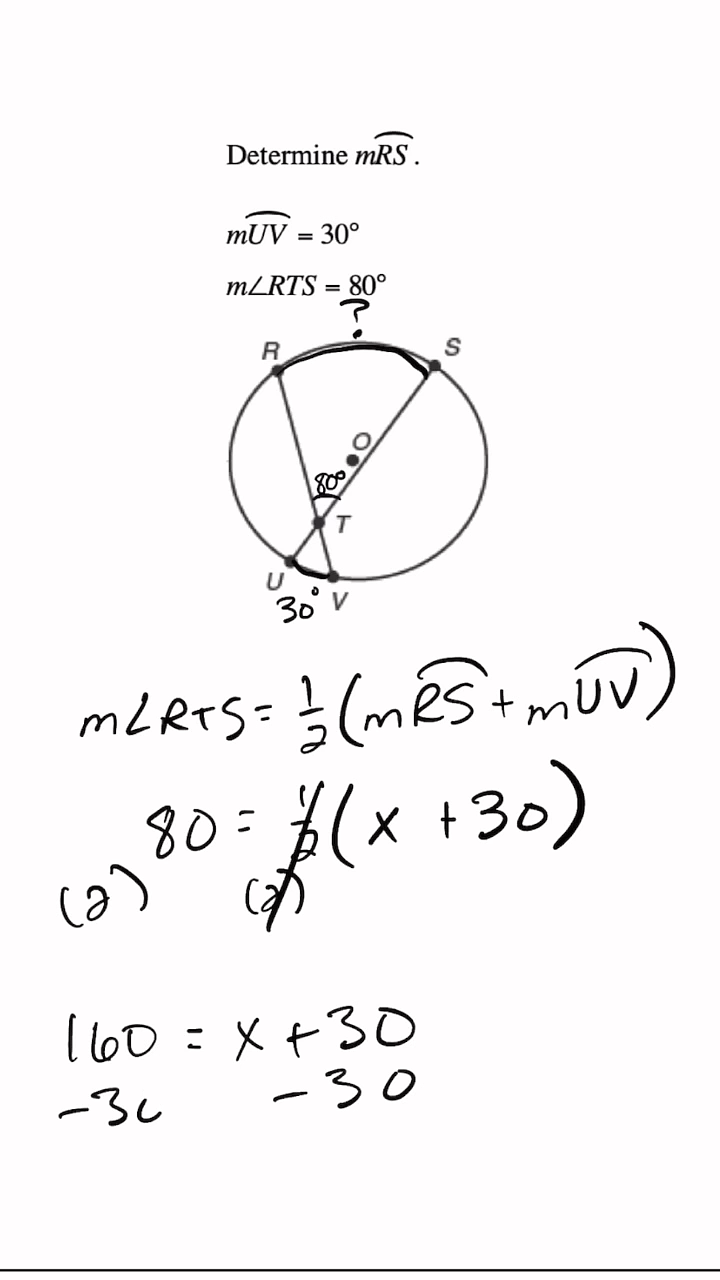 Determine mRS .
mUV = 30°
m∠RTS = 80°
?
R
S
O
80°
T
U
V
30°
m∠RTS = 1/2 (mRS + mUV)
80 = 1/2 (x + 30)
(2) (2)
160 = x + 30
-30 -30